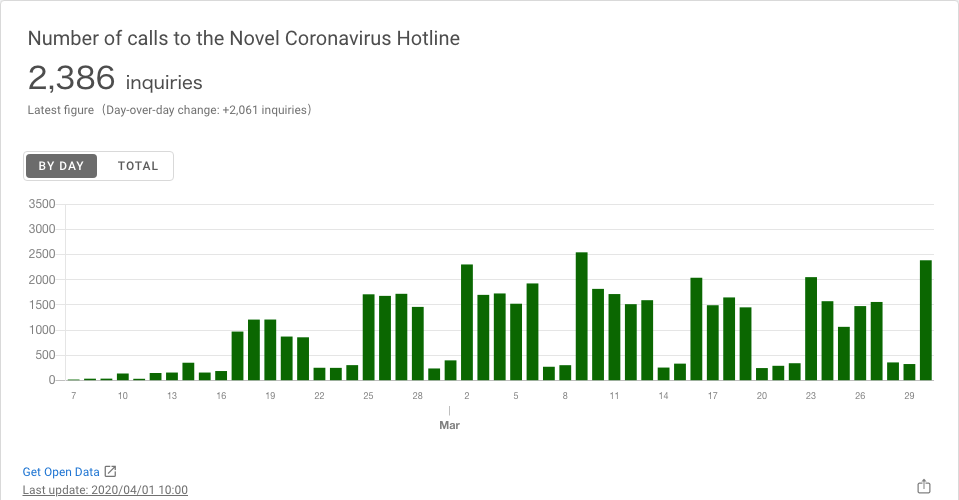 Number of calls to the Novel Coronavirus Hotline
2,386 inquiries
Latest figure （Day-over-day change: +2,061 inquiries）
BY DAY TOTAL
3500
3000
2500
2000
1500
1000
500
0
7 10 13 16 19 22 25 28 2 5 8 11 14 17 20 23 26 29
Mar
Get Open Data
Last update: 2020/04/01 10:00